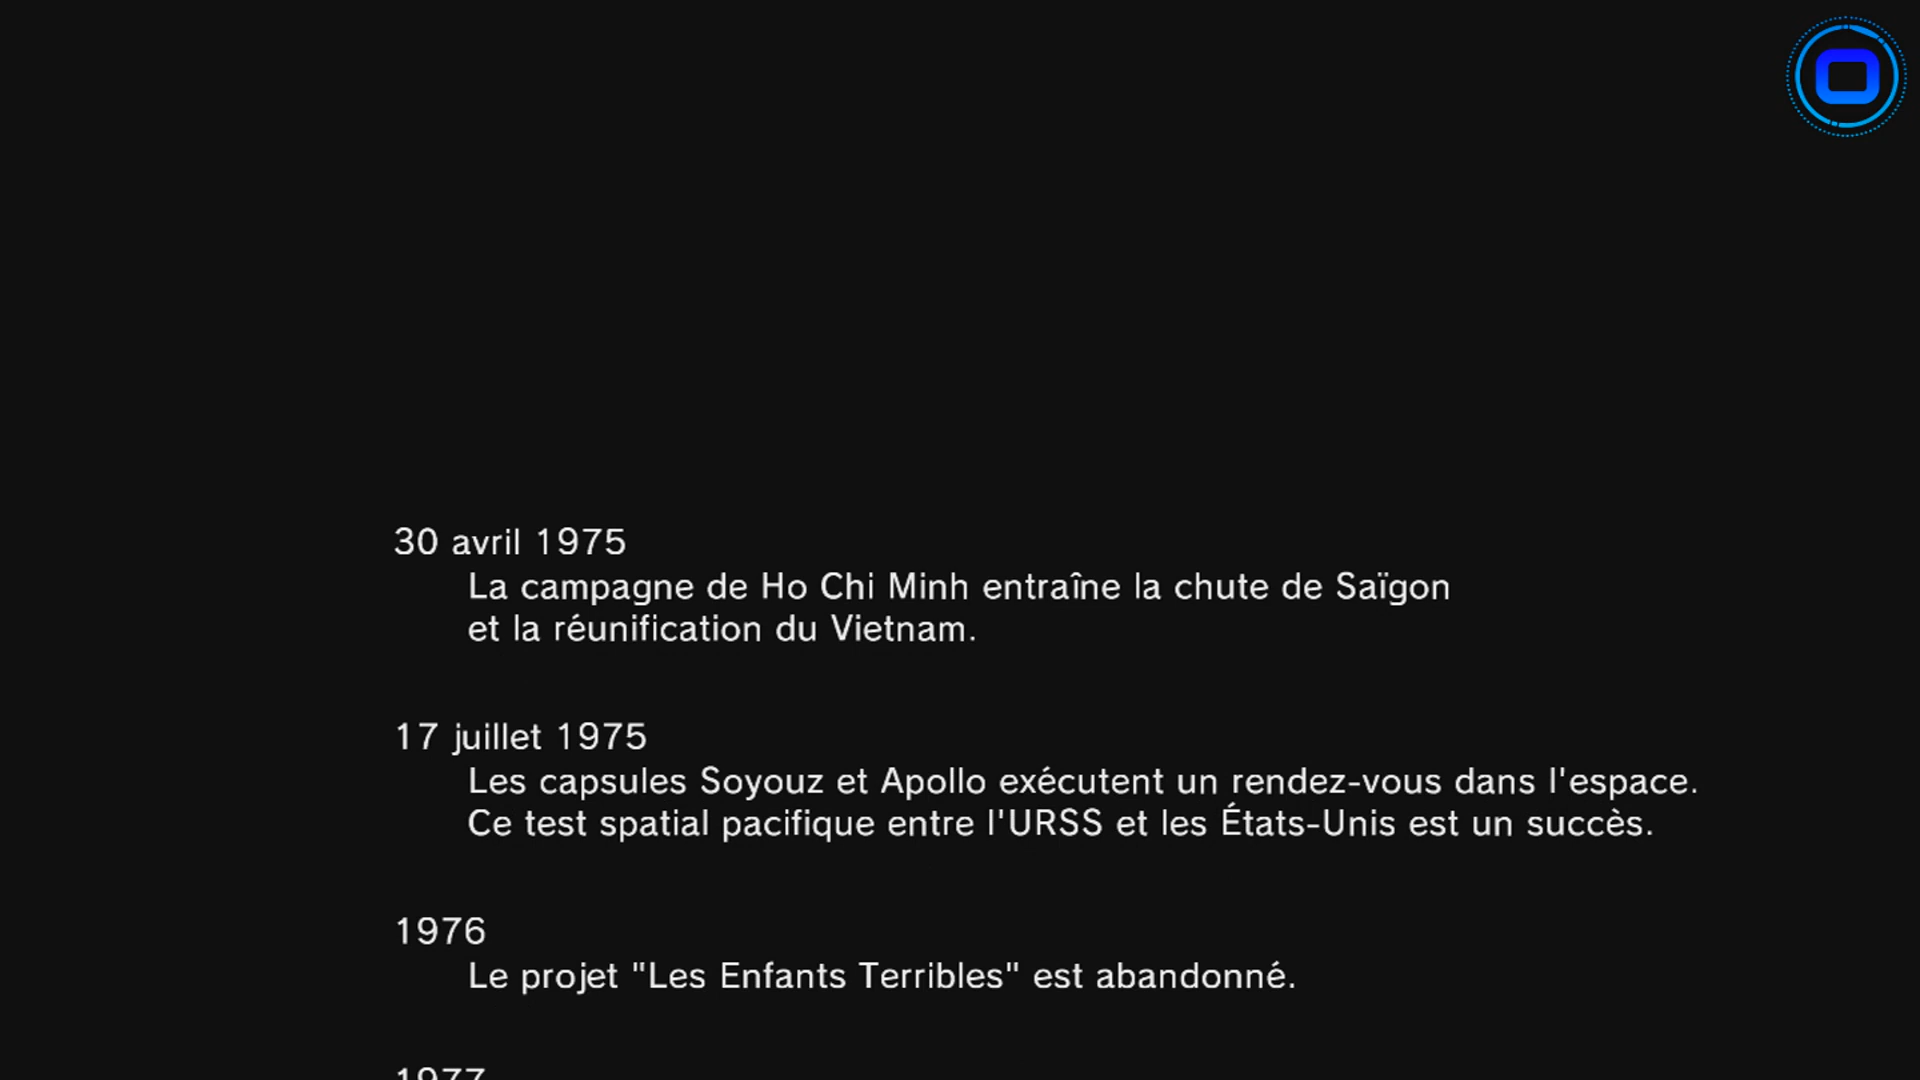 30 avril 1975
La campagne de Ho Chi Minh entraîne la chute de Saïgon
et la réunification du Vietnam.
17 juillet 1975
Les capsules Soyouz et Apollo exécutent un rendez-vous dans l'espace.
Ce test spatial pacifique entre l'URSS et les États-Unis est un succès.
1976
Le projet "Les Enfants Terribles" est abandonné.
1977